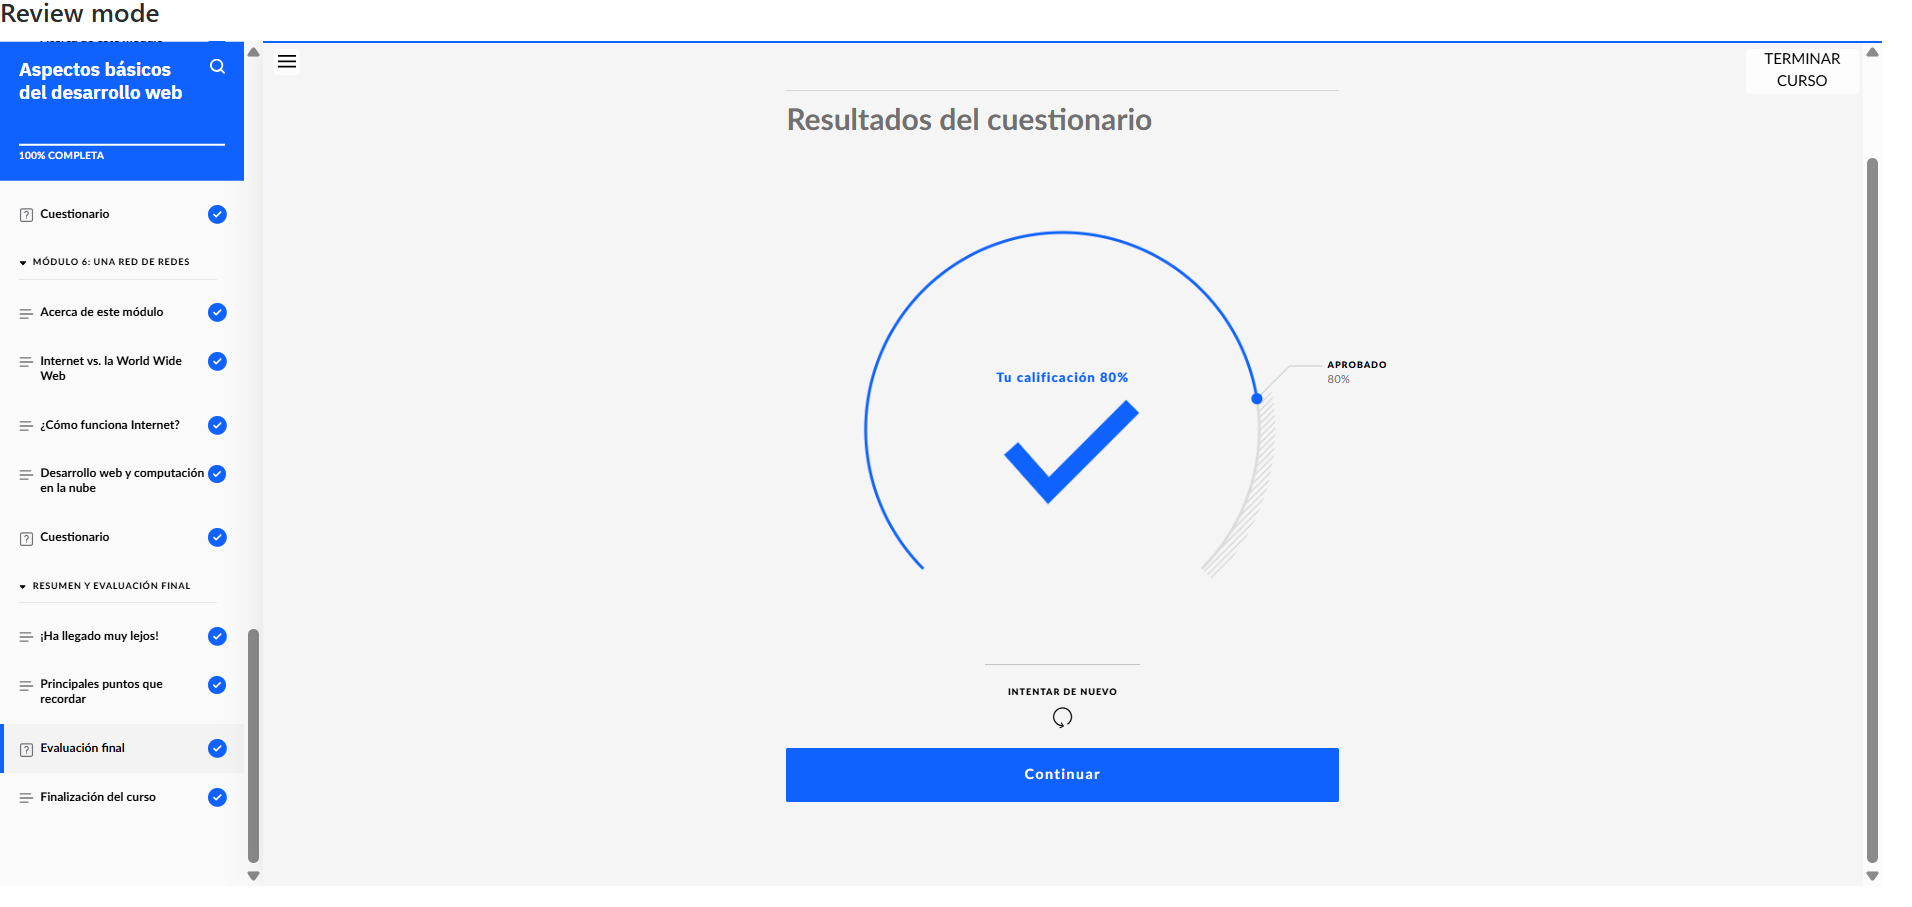 Review mode
Aspectos básicos
del desarrollo web
100% COMPLETA
Cuestionario
MÓDULO 6: UNA RED DE REDES
Acerca de este módulo
Internet vs. la World Wide
Web
¿Cómo funciona Internet?
Desarrollo web y computación
en la nube
Cuestionario
RESUMEN Y EVALUACIÓN FINAL
¡Ha llegado muy lejos!
Principales puntos que
recordar
Evaluación final
Finalización del curso
TERMINAR
CURSO
Resultados del cuestionario
Tu calificación 80%
APROBADO
80%
INTENTAR DE NUEVO
Continuar